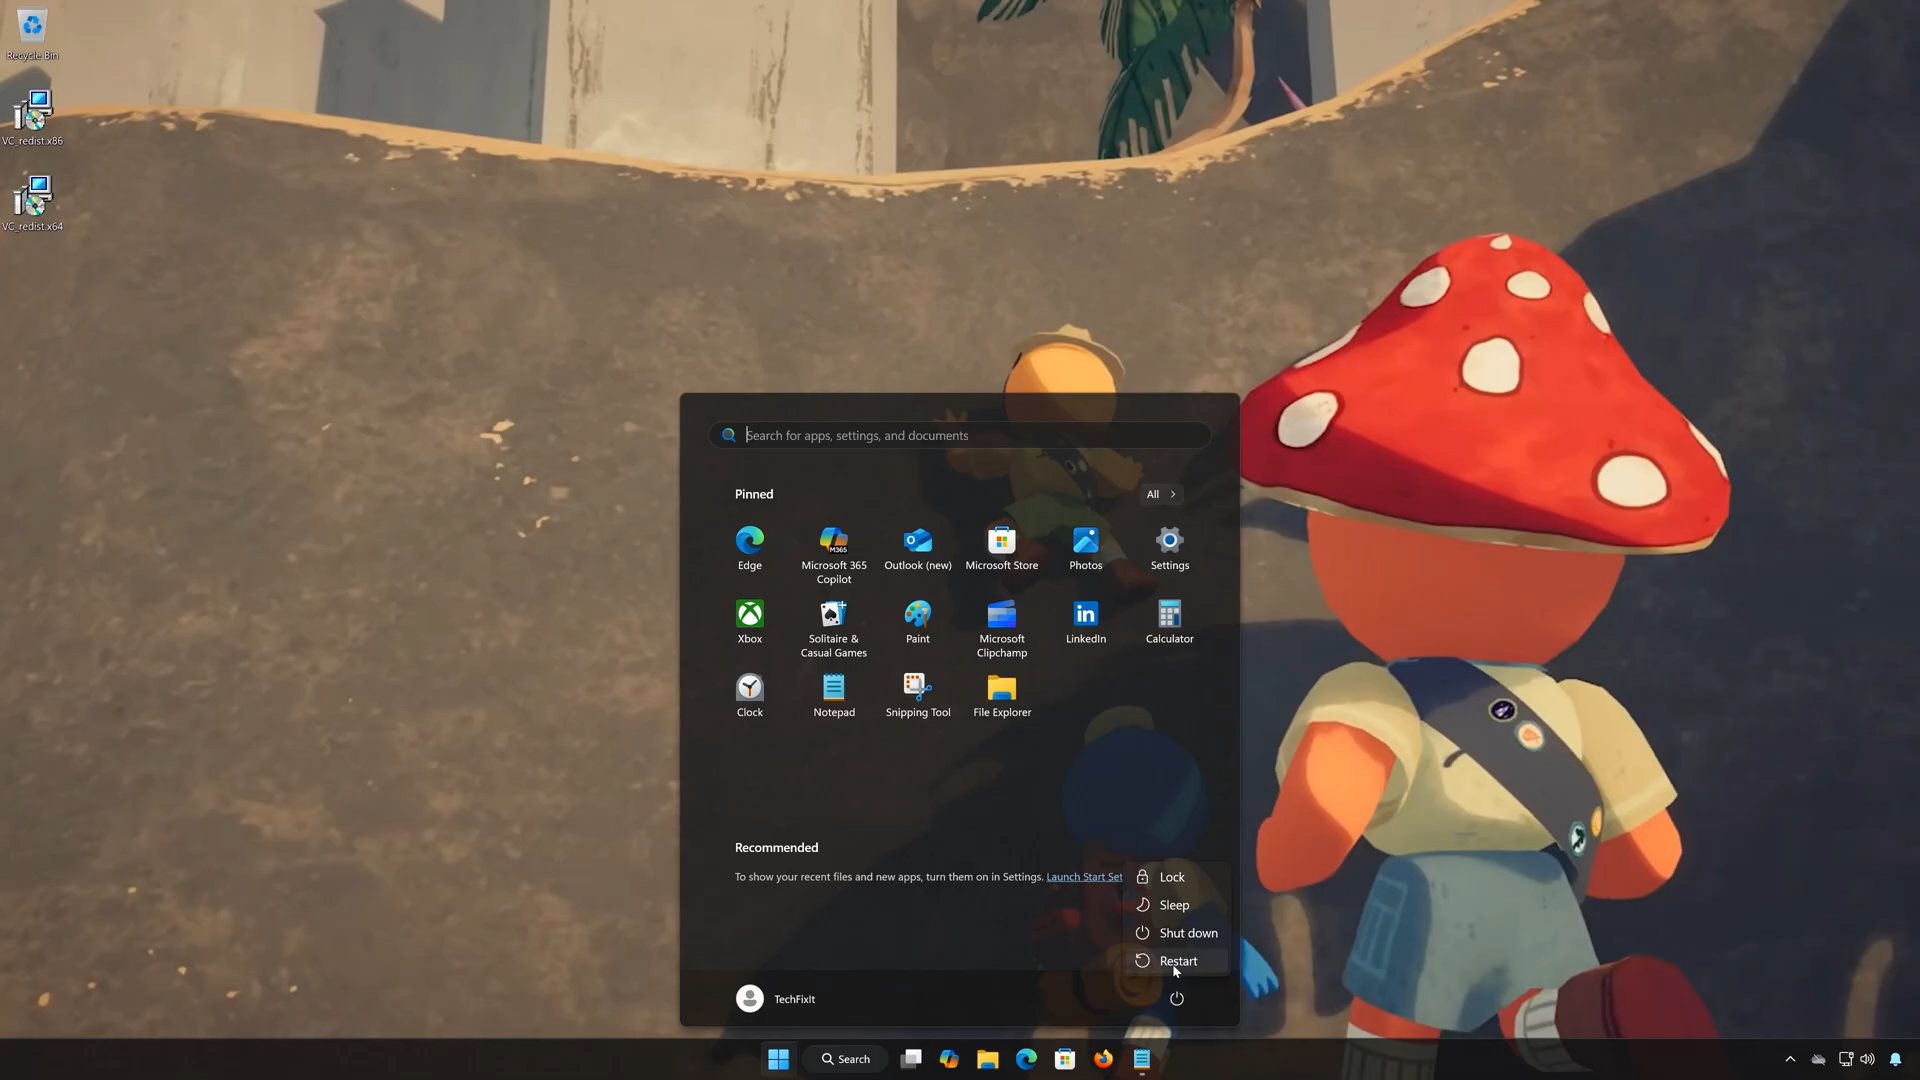 Recycle Bin
VC_redist.x86
VC_redist.x64
Search for apps, settings, and documents
Pinned
All
Edge
Microsoft 365
Copilot
Outlook (new)
Microsoft Store
Photos
Settings
M365
Xbox
Solitaire &
Casual Games
Paint
Microsoft
Clipchamp
LinkedIn
Calculator
Clock
Notepad
Snipping Tool
File Explorer
Recommended
To show your recent files and new apps, turn them on in Settings. Launch Start Set
Lock
Sleep
Shut down
Restart
TechFixIt
Search